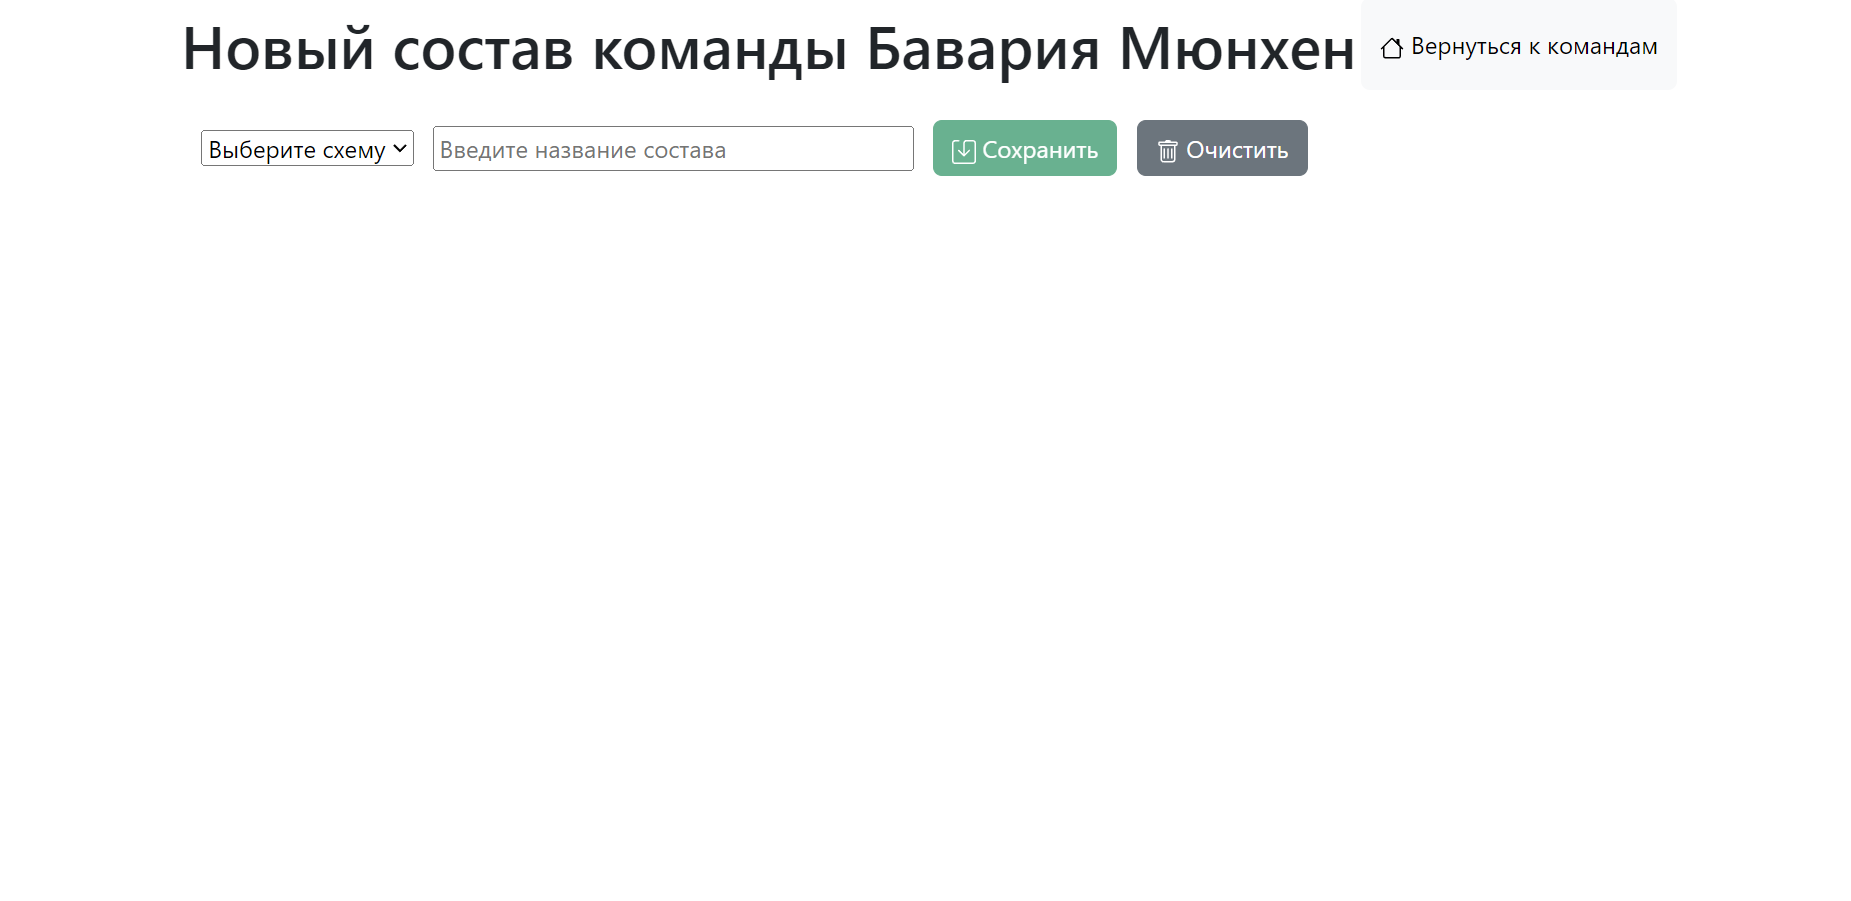 Новый состав команды Бавария Мюнхен
Вернуться к командам
Выберите схему
Введите название состава
Сохранить
Очистить